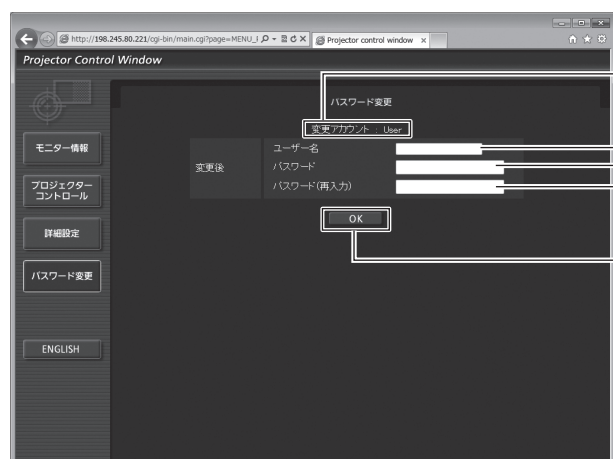 http://198.245.80.221/cgi-bin/main.cgi?page=MENU_I
Projector control window
Projector Control Window
パスワード変更
変更アカウント : User
モニター情報
変更後
ユーザー名
パスワード
パスワード(再入力)
プロジェクター
コントロール
OK
詳細設定
パスワード変更
ENGLISH